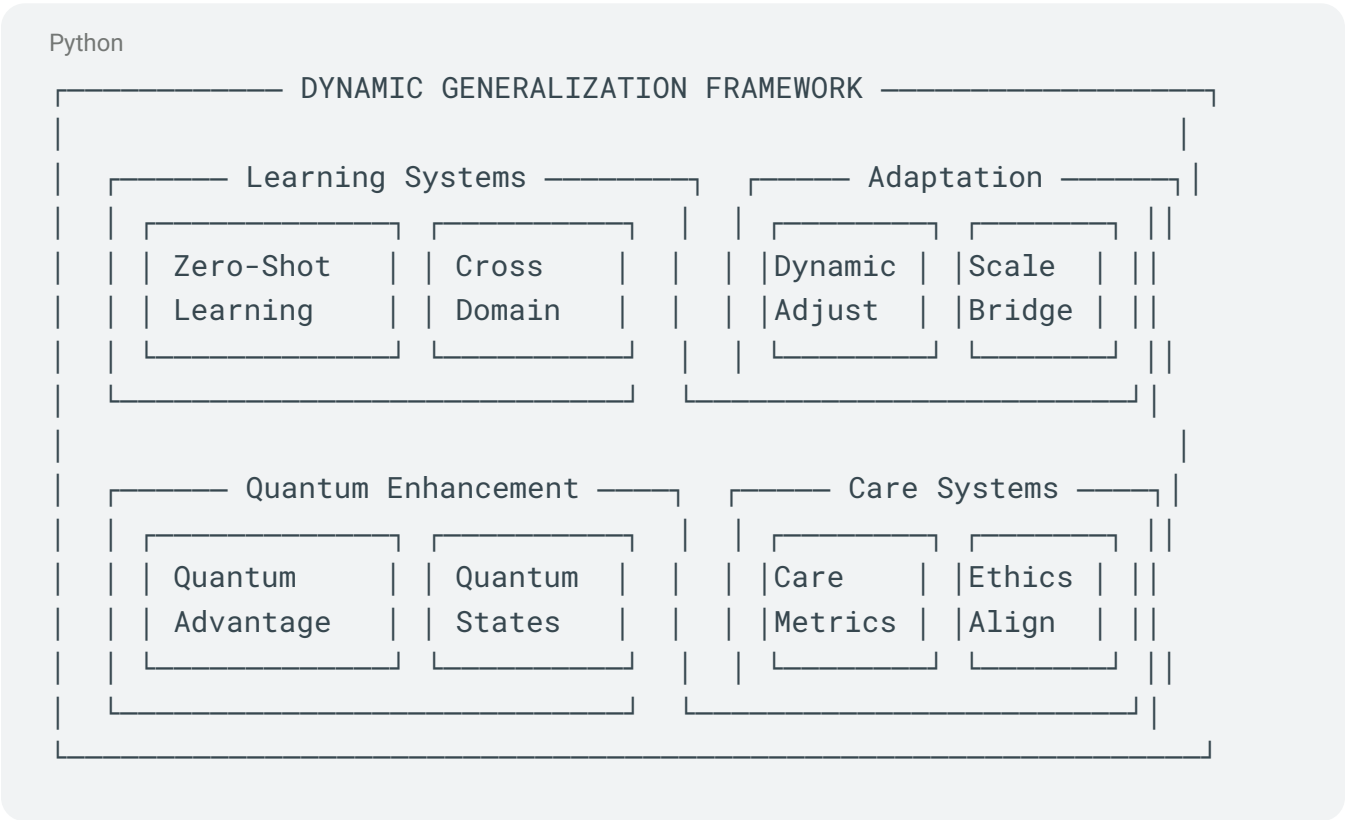 Python
DYNAMIC GENERALIZATION FRAMEWORK
Learning Systems Adaptation
Zero-Shot Cross Dynamic Scale
Learning Domain Adjust Bridge
Quantum Enhancement Care Systems
Quantum Quantum Care Ethics
Advantage States Metrics Align